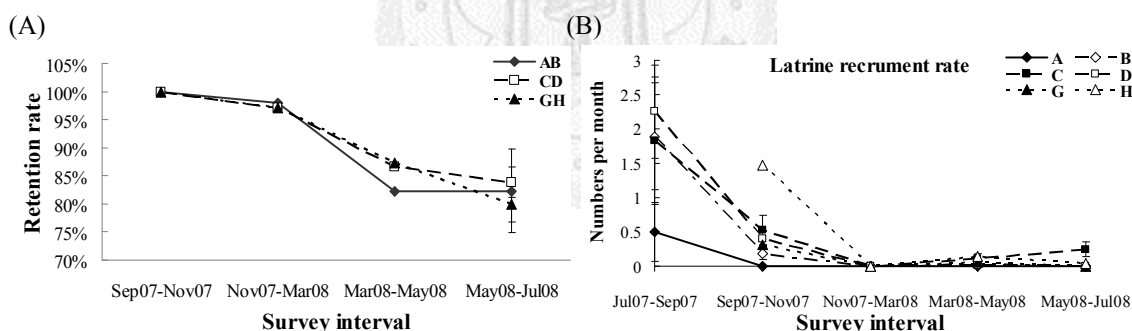 (A)
105%
100%
95%
90%
85%
80%
75%
70%
Retention rate
AB
CD
GH
Sep07-Nov07 Nov07-Mar08 Mar08-May08 May08-Jul08
Survey interval
(B)
Latrine recrument rate
A B
C D
G H
3
2.5
2
1.5
1
0.5
0
Numbers per month
Jul07-Sep07 Sep07-Nov07 Nov07-Mar08 Mar08-May08 May08-Jul08
Survey interval